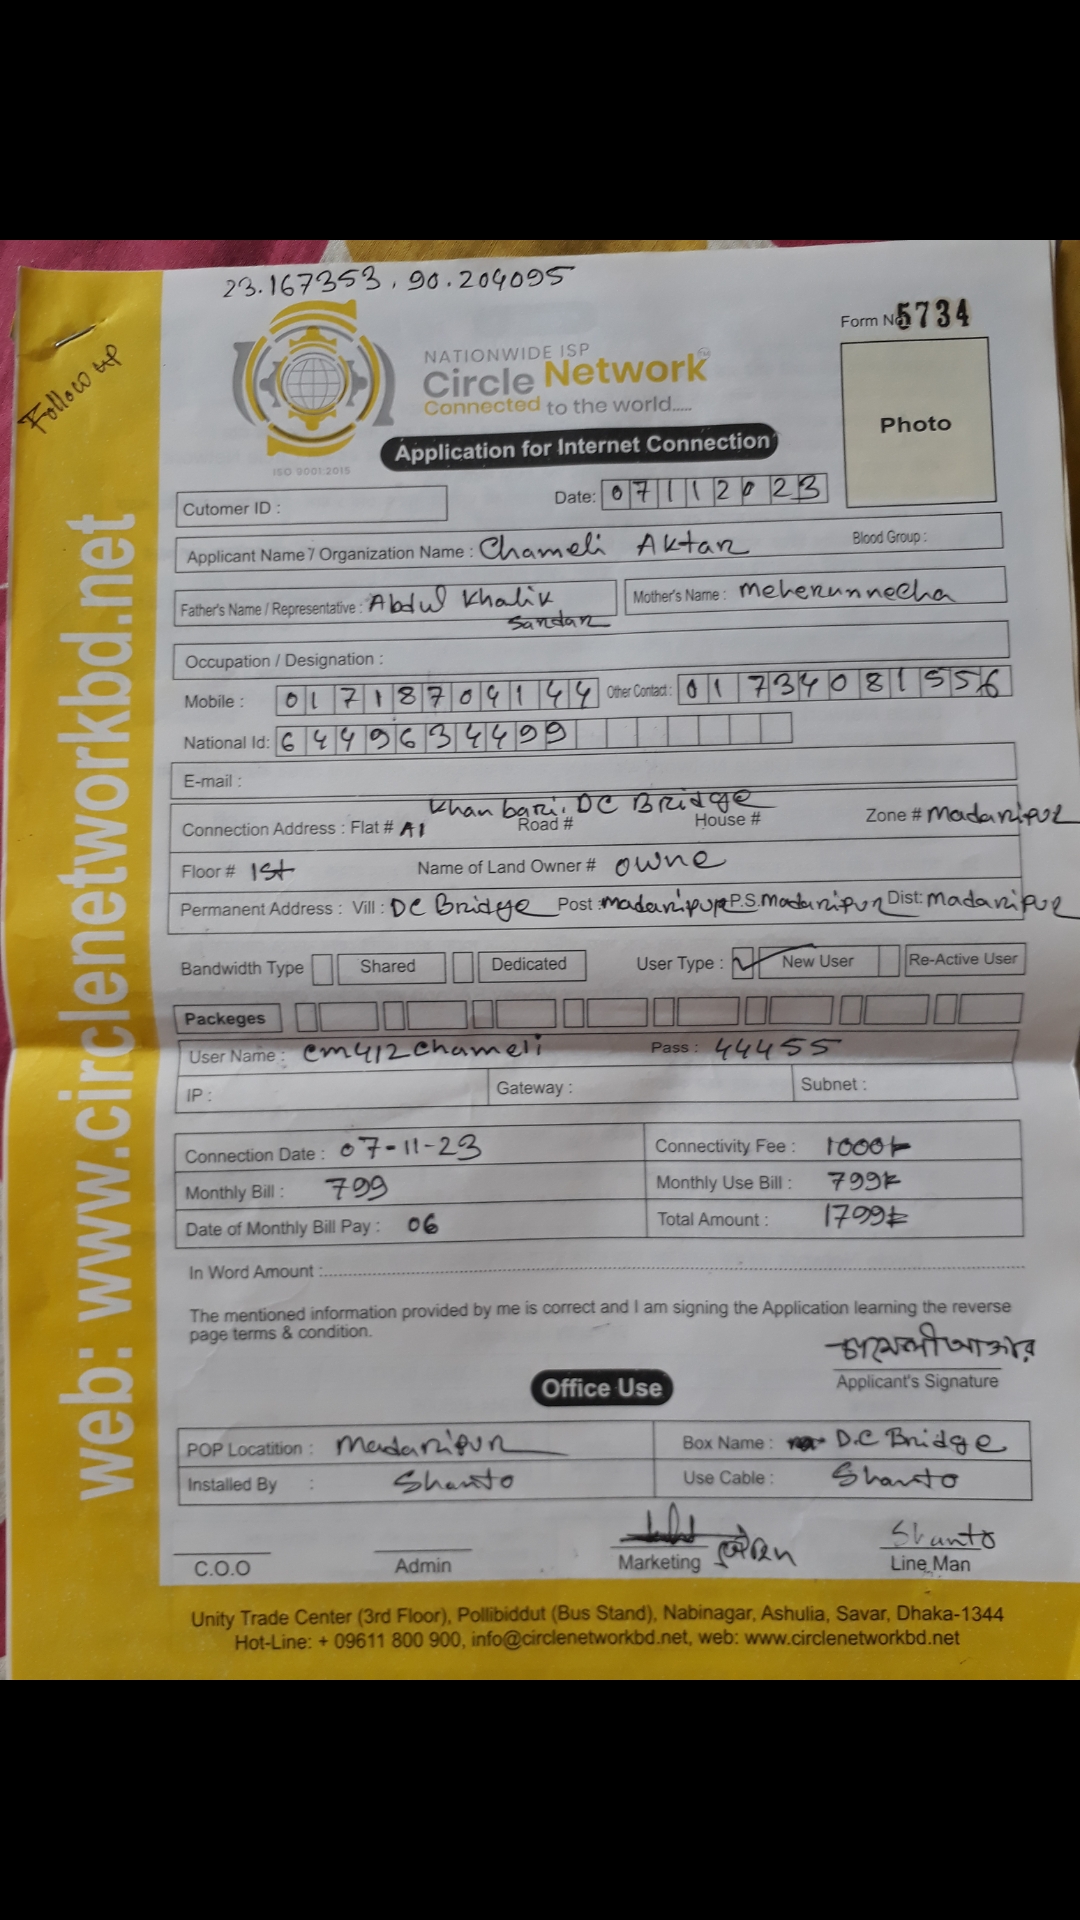 23.167353, 90.204095
Follow up
Form No 5734
NATIONWIDE ISP
Circle Network TM
Connected to the world.....
ISO 9001:2015
Application for Internet Connection
Photo
Cutomer ID :
Date: 07112023
Applicant Name / Organization Name : Chameli Aktar
Blood Group :
Father's Name / Representative : Abdul Khalik Sardar
Mother's Name : Meherunnecha
Occupation / Designation :
Mobile : 01718704144 Other Contact : 01734081556
National Id: 6449634499
E-mail :
Khan bari, DC Bridge
Connection Address : Flat # A1 Road # House # Zone # Madaripur
Floor # 1st Name of Land Owner # owne
Permanent Address : Vill : DC Bridge Post : Madaripur P.S. Madaripur Dist: Madaripur
Bandwidth Type Shared Dedicated User Type : ✓ New User Re-Active User
Packeges
User Name : cm412chameli Pass : 44455
IP : Gateway : Subnet :
Connection Date : 07-11-23 Connectivity Fee : 1000/-
Monthly Bill : 799 Monthly Use Bill : 799/-
Date of Monthly Bill Pay : 06 Total Amount : 1799/-
In Word Amount :
The mentioned information provided by me is correct and I am signing the Application learning the reverse
page terms & condition.
চামেলী আক্তার
Applicant's Signature
Office Use
POP Locatition : Madaripur Box Name : D.C Bridge
Installed By : Shanto Use Cable : Shanto
Shanto
C.O.O Admin Marketing Line Man
Unity Trade Center (3rd Floor), Pollibiddut (Bus Stand), Nabinagar, Ashulia, Savar, Dhaka-1344
Hot-Line: + 09611 800 900, info@circlenetworkbd.net, web: www.circlenetworkbd.net
web: www.circlenetworkbd.net